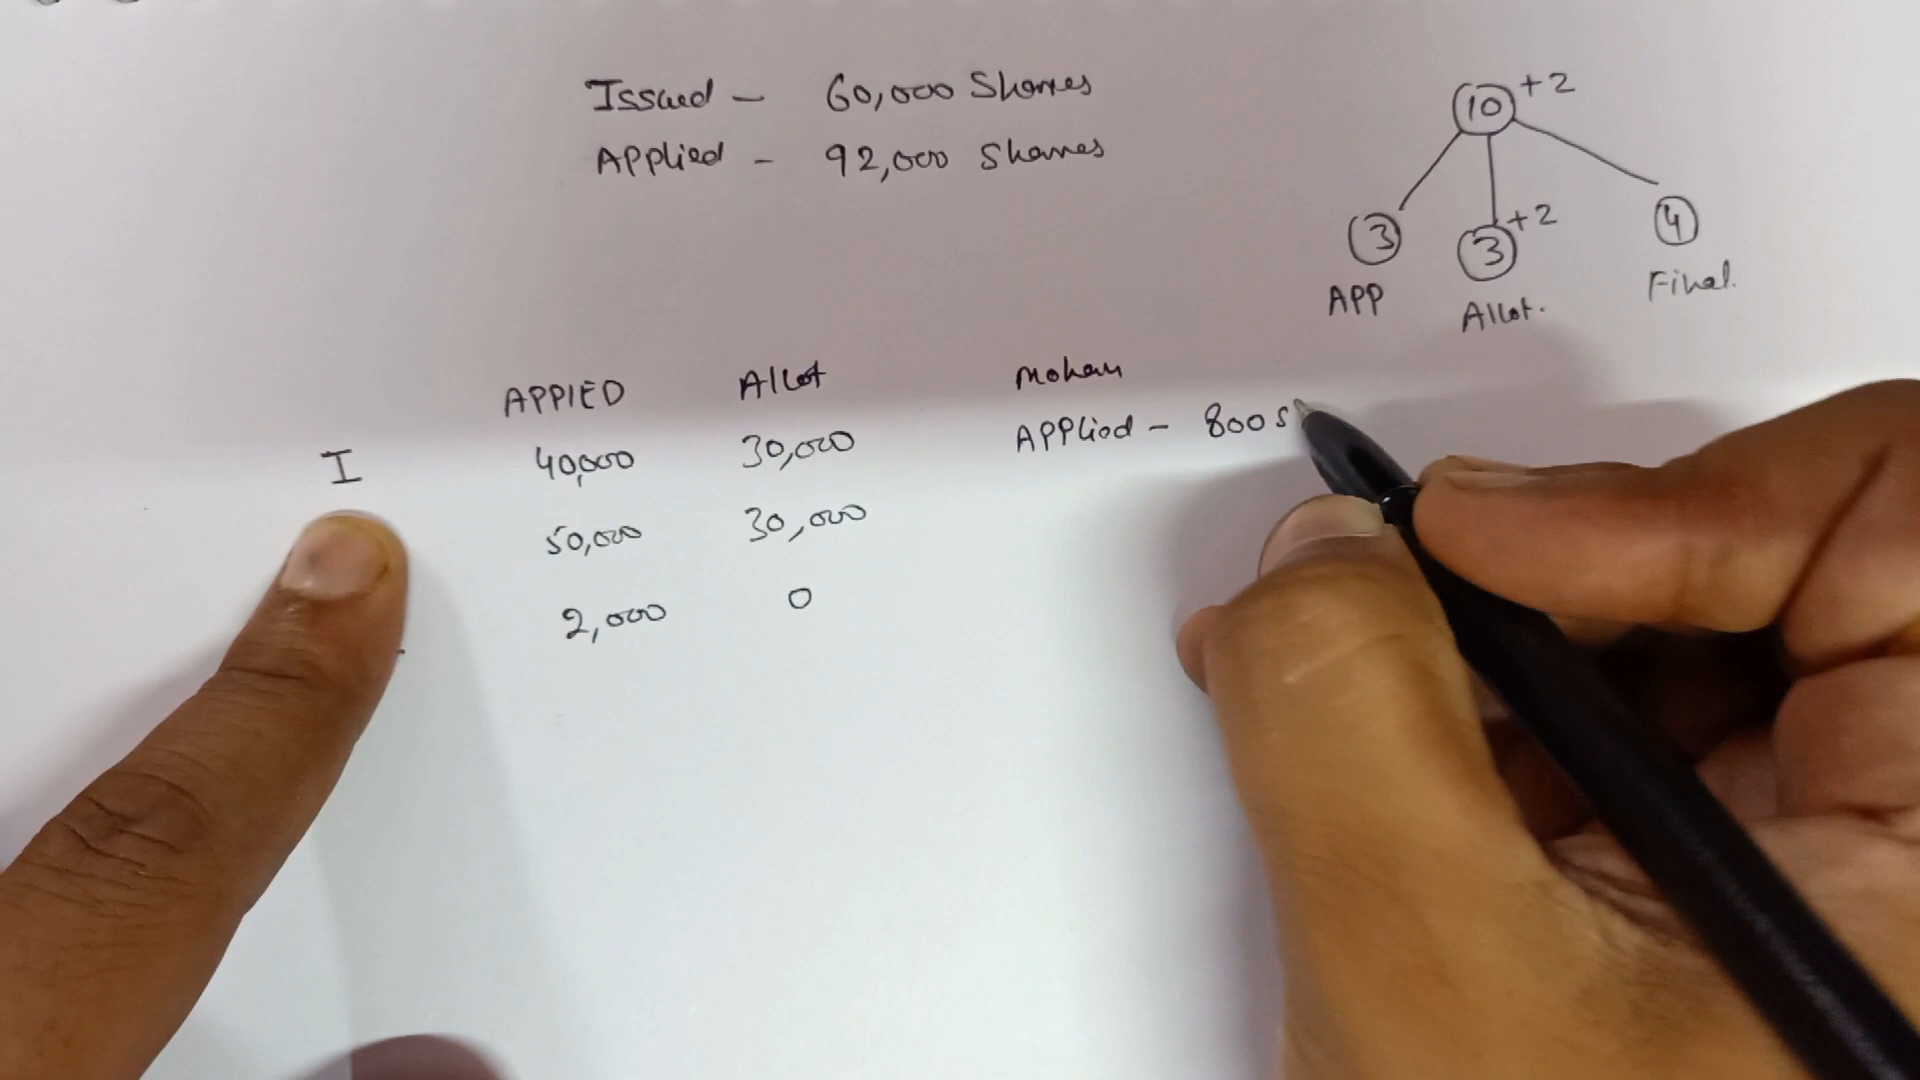 Issued - 60,000 Shares
Applied - 92,000 Shares
10 +2
3 3 +2 4
APP Allot. Final.
APPIED Allot Mohan
I 40,000 30,000 Applied - 800 S
50,000 30,000
2,000 0